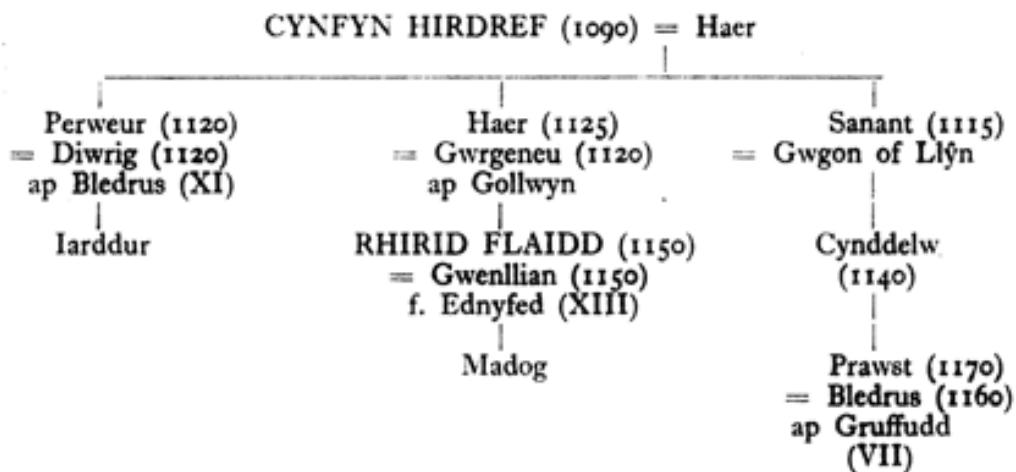 CYNFYN HIRDREF (1090) = Haer
Perweur (1120)
= Diwrig (1120)
ap Bledrus (XI)
Iarddur
Haer (1125)
= Gwrgeneu (1120)
ap Gollwyn
RHIRID FLAIDD (1150)
= Gwenllian (1150)
f. Ednyfed (XIII)
Madog
Sanant (1115)
= Gwgon of Llŷn
Cynddelw
(1140)
Prawst (1170)
= Bledrus (1160)
ap Gruffudd
(VII)